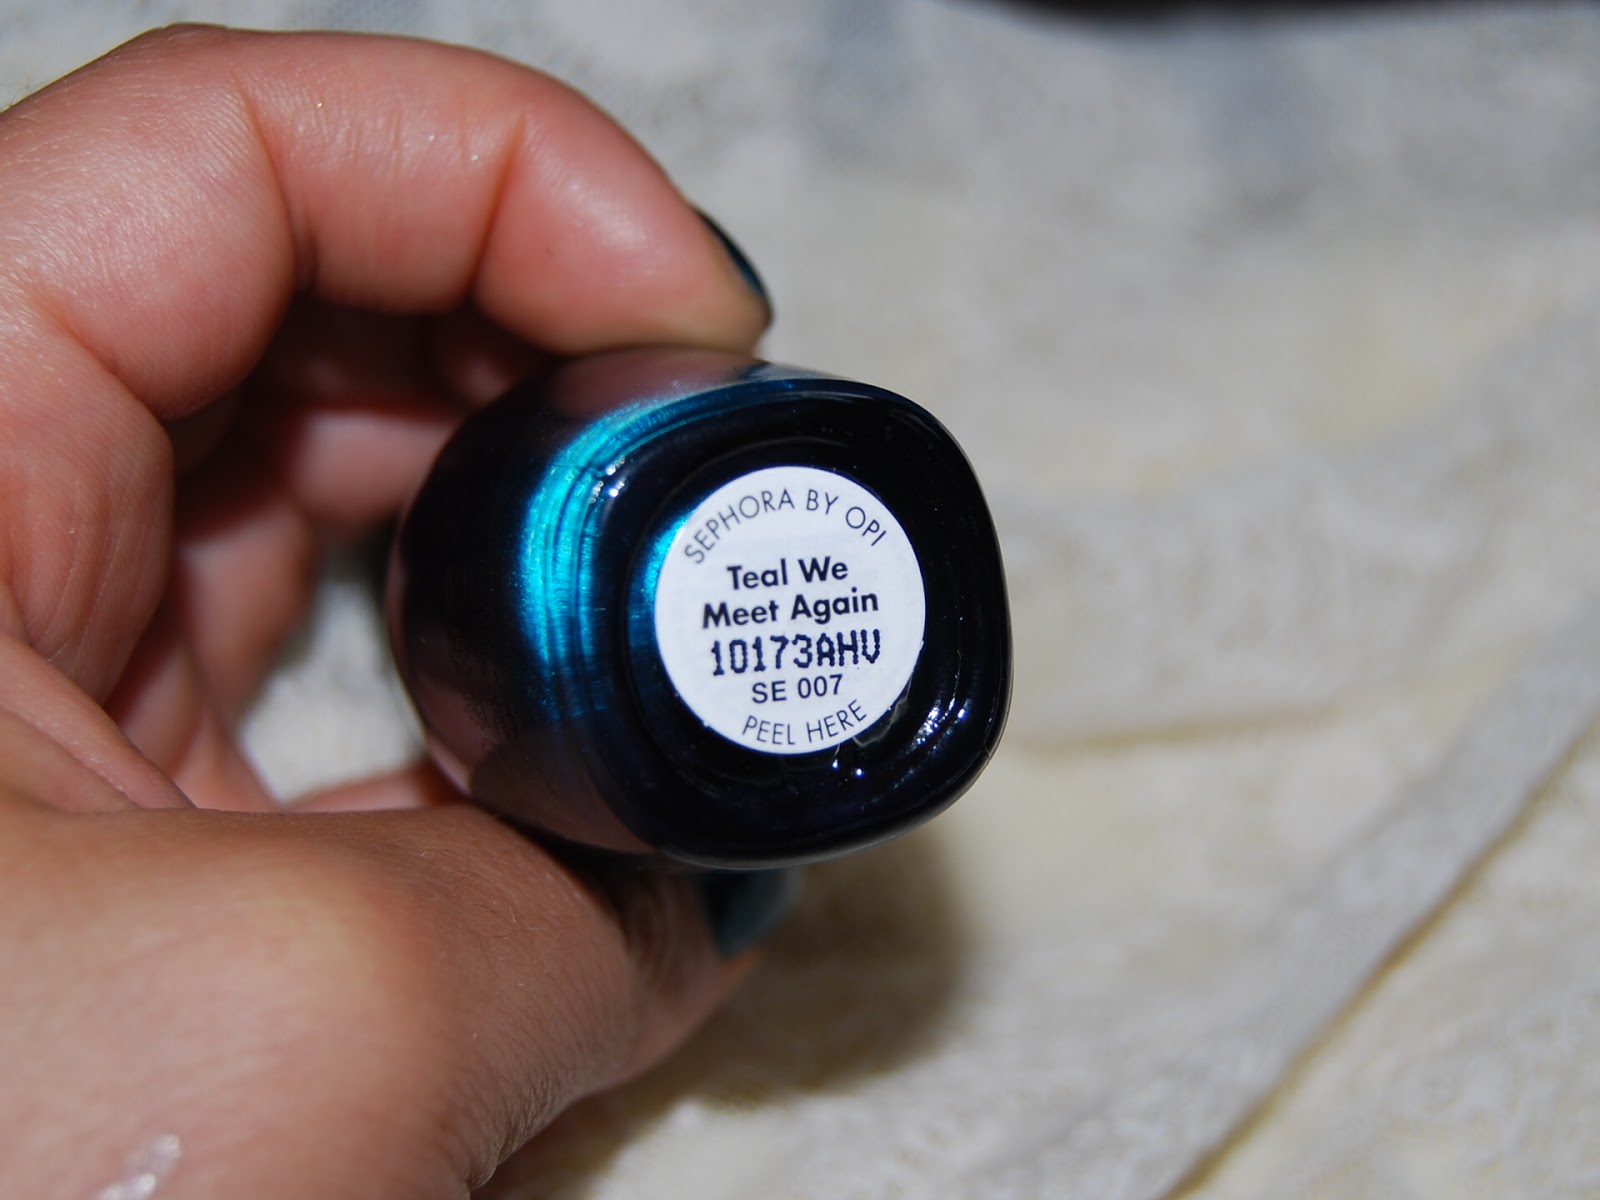 SEPHORA BY OPI
Teal We
Meet Again
10173AHV
SE 007
PEEL HERE